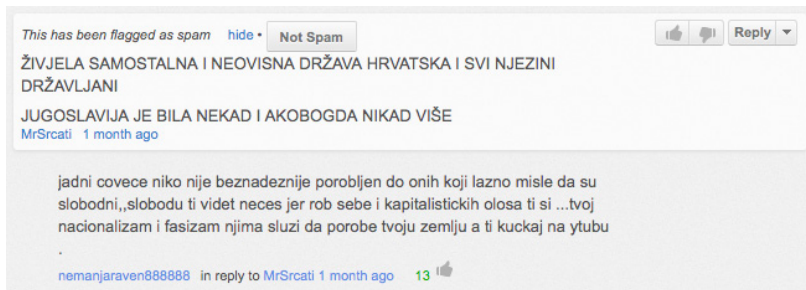 This has been flagged as spam hide • Not Spam Reply
ŽIVJELA SAMOSTALNA I NEOVISNA DRŽAVA HRVATSKA I SVI NJEZINI
DRŽAVLJANI
JUGOSLAVIJA JE BILA NEKAD I AKOBOGDA NIKAD VIŠE
MrSrcati 1 month ago
jadni covece niko nije beznadeznije porobljen do onih koji lazno misle da su
slobodni,,slobodu ti videt neces jer rob sebe i kapitalistickih olosa ti si ...tvoj
nacionalizam i fasizam njima sluzi da porobe tvoju zemlju a ti kuckaj na ytubu
.
nemanjaraven888888 in reply to MrSrcati 1 month ago 13